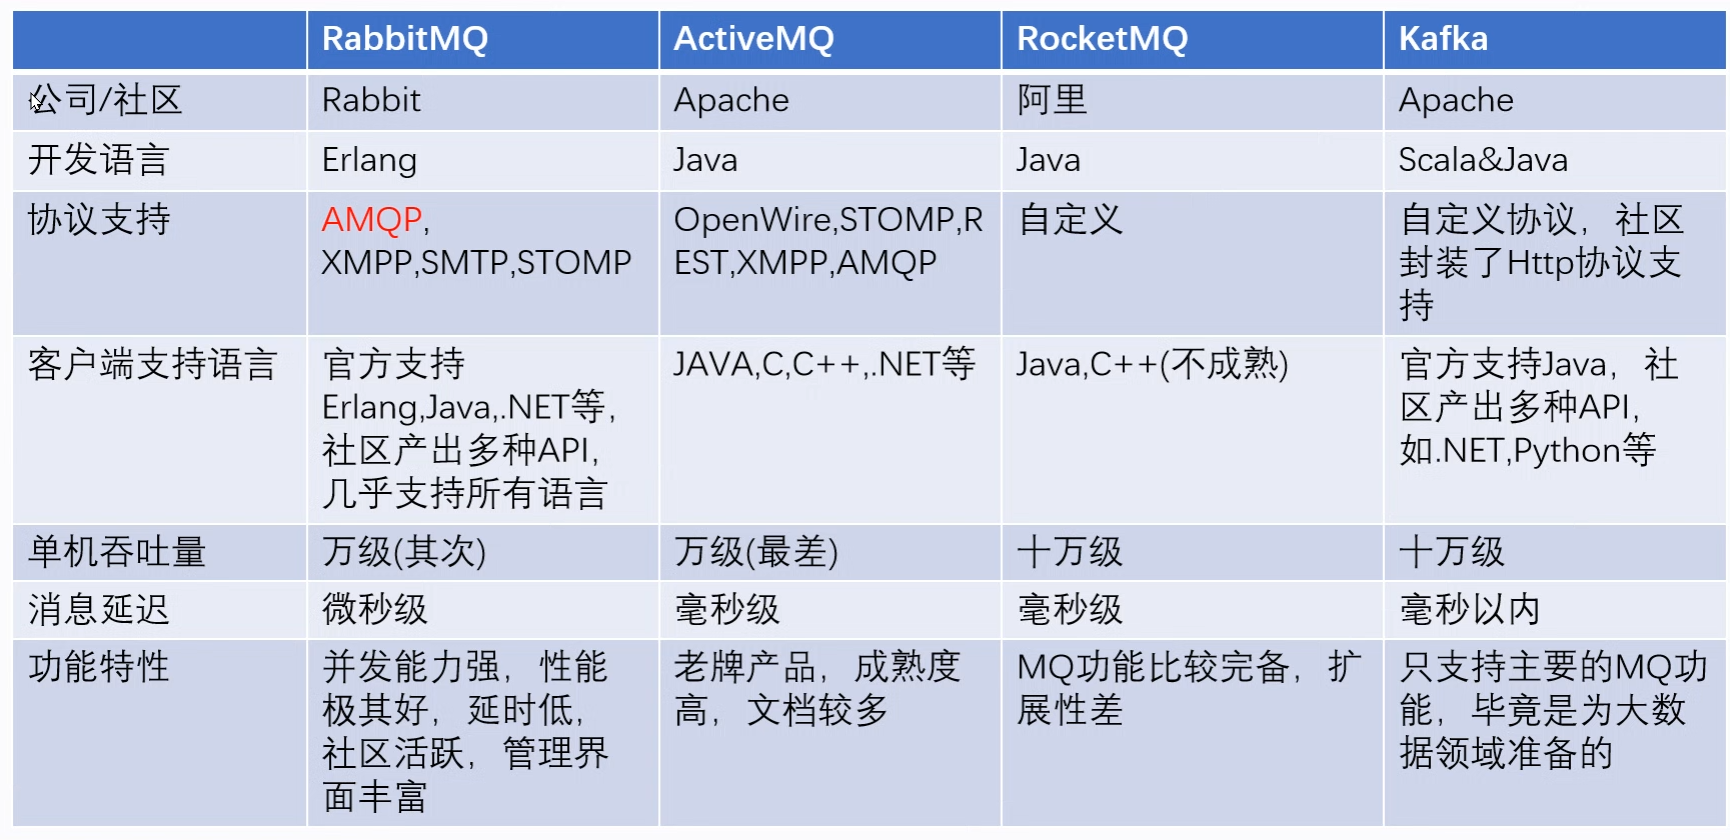 RabbitMQ ActiveMQ RocketMQ Kafka
公司/社区 Rabbit Apache 阿里 Apache
开发语言 Erlang Java Java Scala&Java
协议支持
AMQP,
XMPP,SMTP,STOMP
OpenWire,STOMP,R
EST,XMPP,AMQP
自定义
自定义协议，社区
封装了Http协议支
持
客户端支持语言
官方支持
Erlang,Java,.NET等，
社区产出多种API，
几乎支持所有语言
JAVA,C,C++,.NET等
Java,C++(不成熟)
官方支持Java，社
区产出多种API，
如.NET,Python等
单机吞吐量 万级(其次) 万级(最差) 十万级 十万级
消息延迟 微秒级 毫秒级 毫秒级 毫秒以内
功能特性
并发能力强，性能
极其好，延时低，
社区活跃，管理界
面丰富
老牌产品，成熟度
高，文档较多
MQ功能比较完备，扩
展性差
只支持主要的MQ功
能，毕竟是为大数
据领域准备的